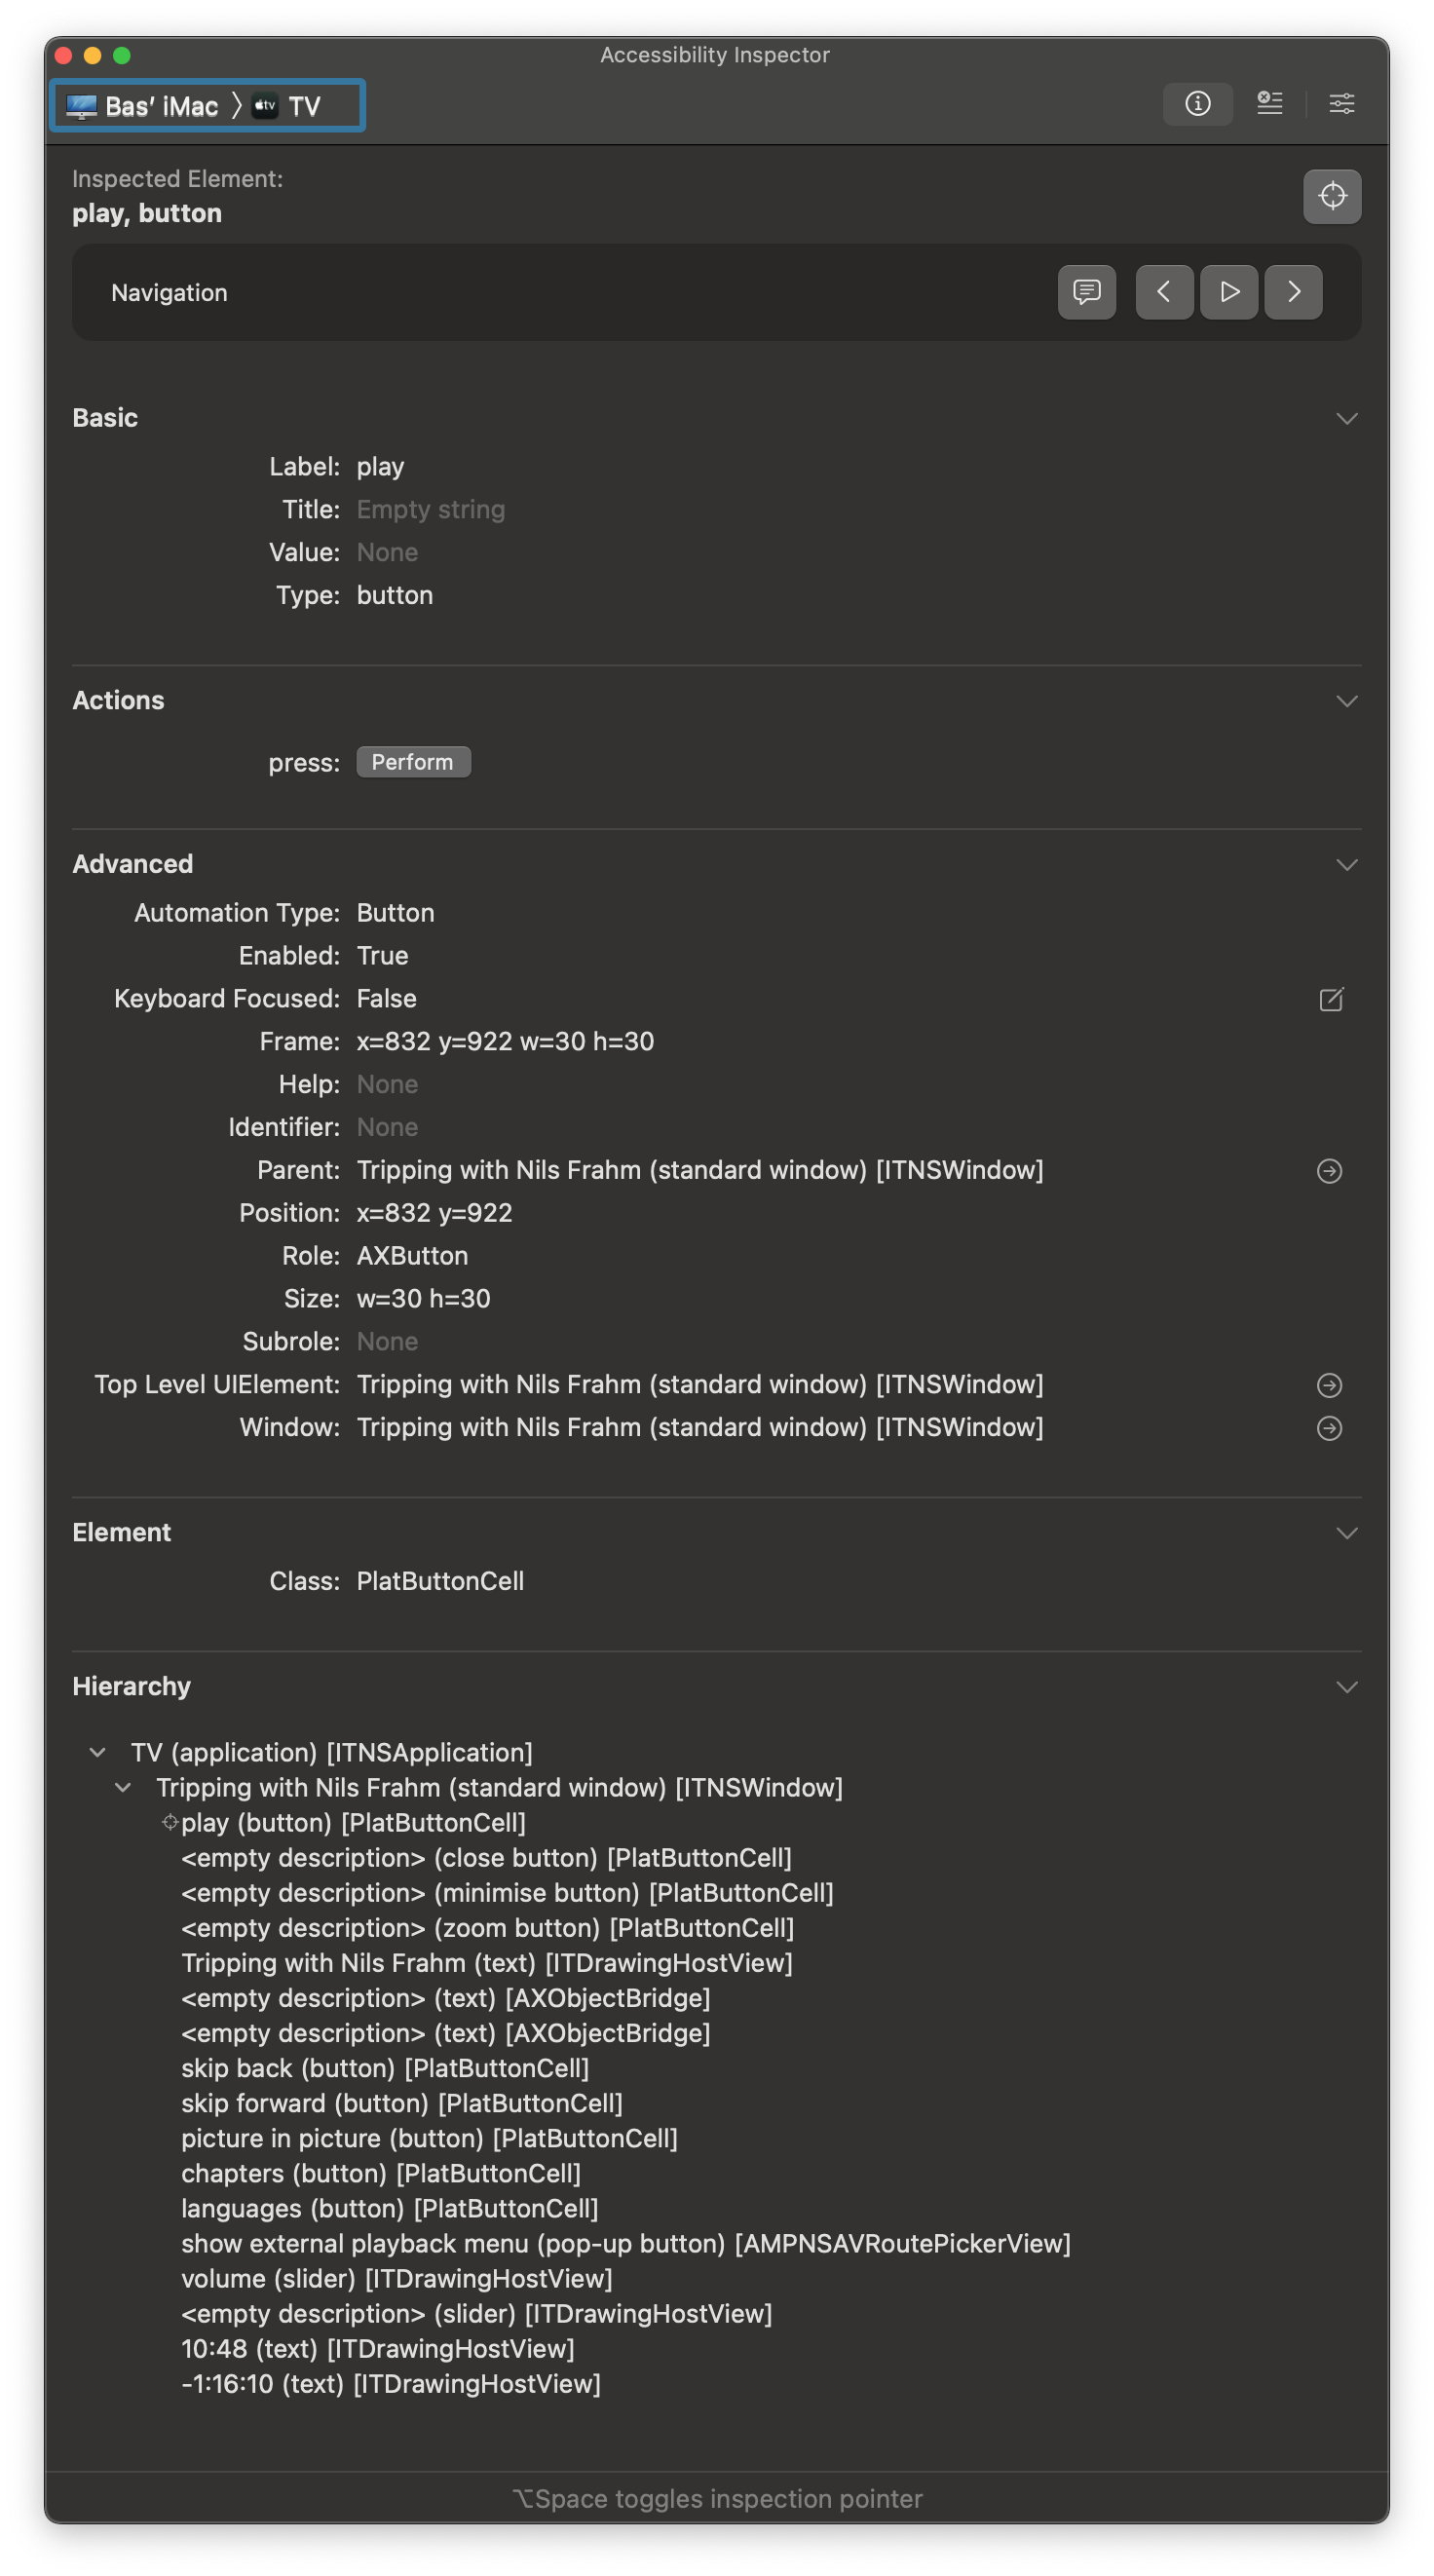 Accessibility Inspector
Bas’ iMac 〉 tv TV
Inspected Element:
play, button
Navigation
Basic
Label: play
Title: Empty string
Value: None
Type: button
Actions
press: Perform
Advanced
Automation Type: Button
Enabled: True
Keyboard Focused: False
Frame: x=832 y=922 w=30 h=30
Help: None
Identifier: None
Parent: Tripping with Nils Frahm (standard window) [ITNSWindow]
Position: x=832 y=922
Role: AXButton
Size: w=30 h=30
Subrole: None
Top Level UIElement: Tripping with Nils Frahm (standard window) [ITNSWindow]
Window: Tripping with Nils Frahm (standard window) [ITNSWindow]
Element
Class: PlatButtonCell
Hierarchy
TV (application) [ITNSApplication]
Tripping with Nils Frahm (standard window) [ITNSWindow]
play (button) [PlatButtonCell]
<empty description> (close button) [PlatButtonCell]
<empty description> (minimise button) [PlatButtonCell]
<empty description> (zoom button) [PlatButtonCell]
Tripping with Nils Frahm (text) [ITDrawingHostView]
<empty description> (text) [AXObjectBridge]
<empty description> (text) [AXObjectBridge]
skip back (button) [PlatButtonCell]
skip forward (button) [PlatButtonCell]
picture in picture (button) [PlatButtonCell]
chapters (button) [PlatButtonCell]
languages (button) [PlatButtonCell]
show external playback menu (pop-up button) [AMPNSAVRoutePickerView]
volume (slider) [ITDrawingHostView]
<empty description> (slider) [ITDrawingHostView]
10:48 (text) [ITDrawingHostView]
-1:16:10 (text) [ITDrawingHostView]
⌥Space toggles inspection pointer